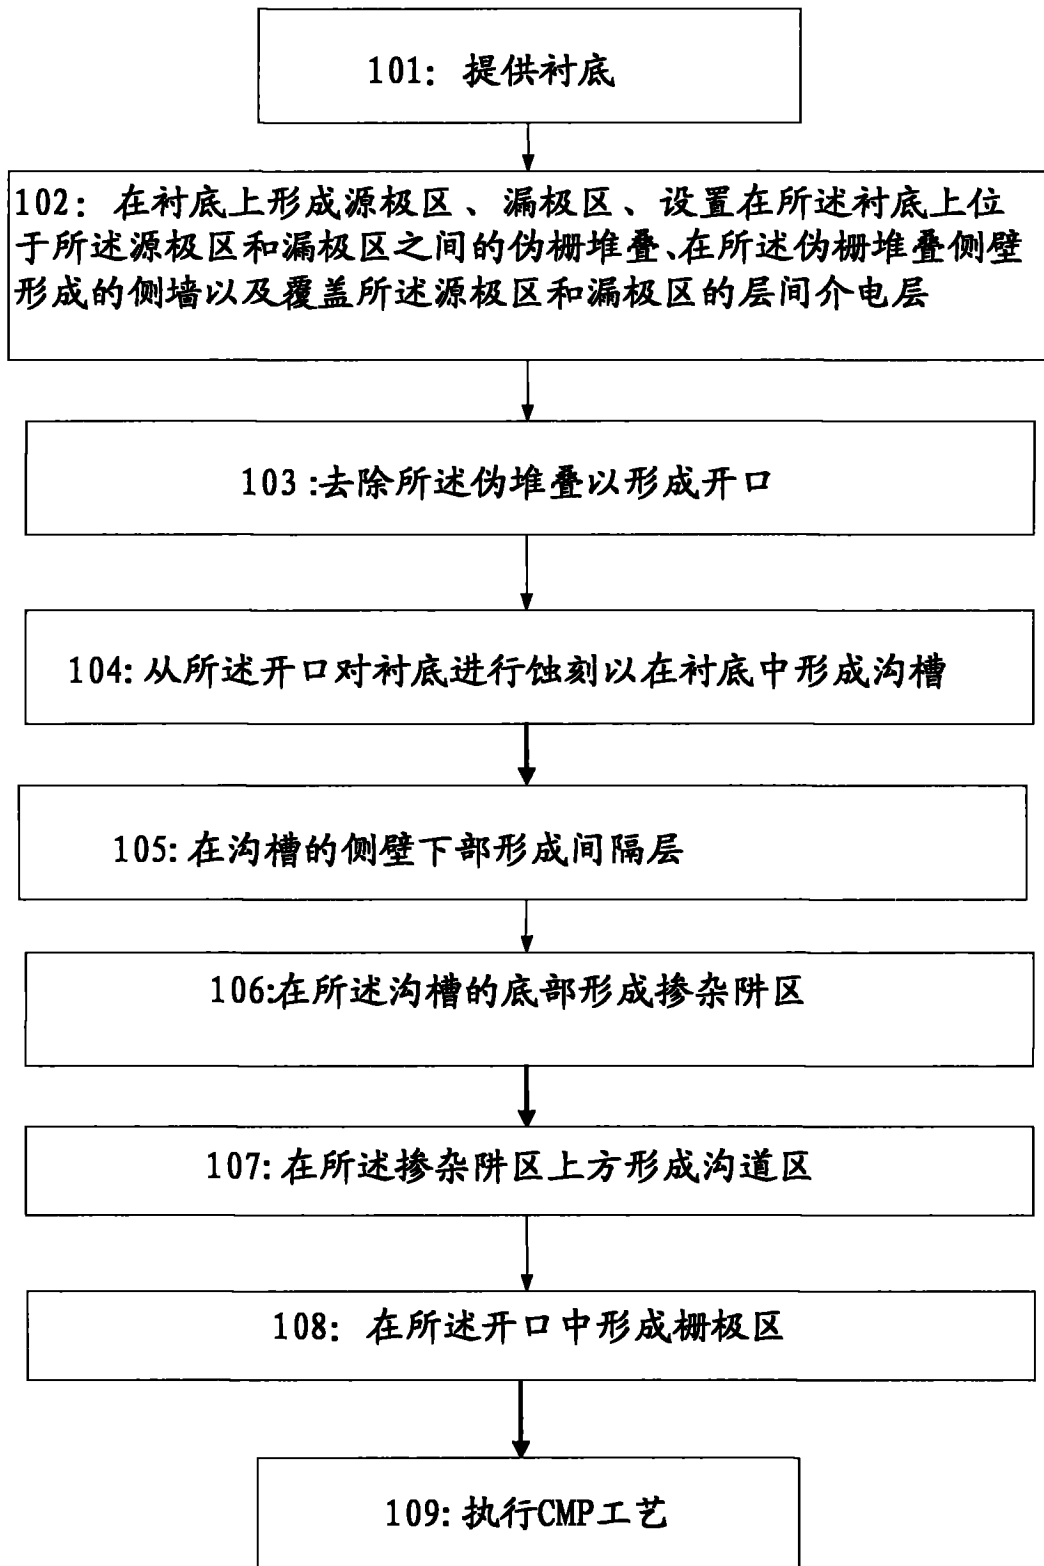 101: 提供衬底
102: 在衬底上形成源极区、漏极区、设置在所述衬底上位
于所述源极区和漏极区之间的伪栅堆叠、在所述伪栅堆叠侧壁
形成的侧墙以及覆盖所述源极区和漏极区的层间介电层
103:去除所述伪堆叠以形成开口
104:从所述开口对衬底进行蚀刻以在衬底中形成沟槽
105:在沟槽的侧壁下部形成间隔层
106:在所述沟槽的底部形成掺杂阱区
107:在所述掺杂阱区上方形成沟道区
108: 在所述开口中形成栅极区
109:执行CMP工艺